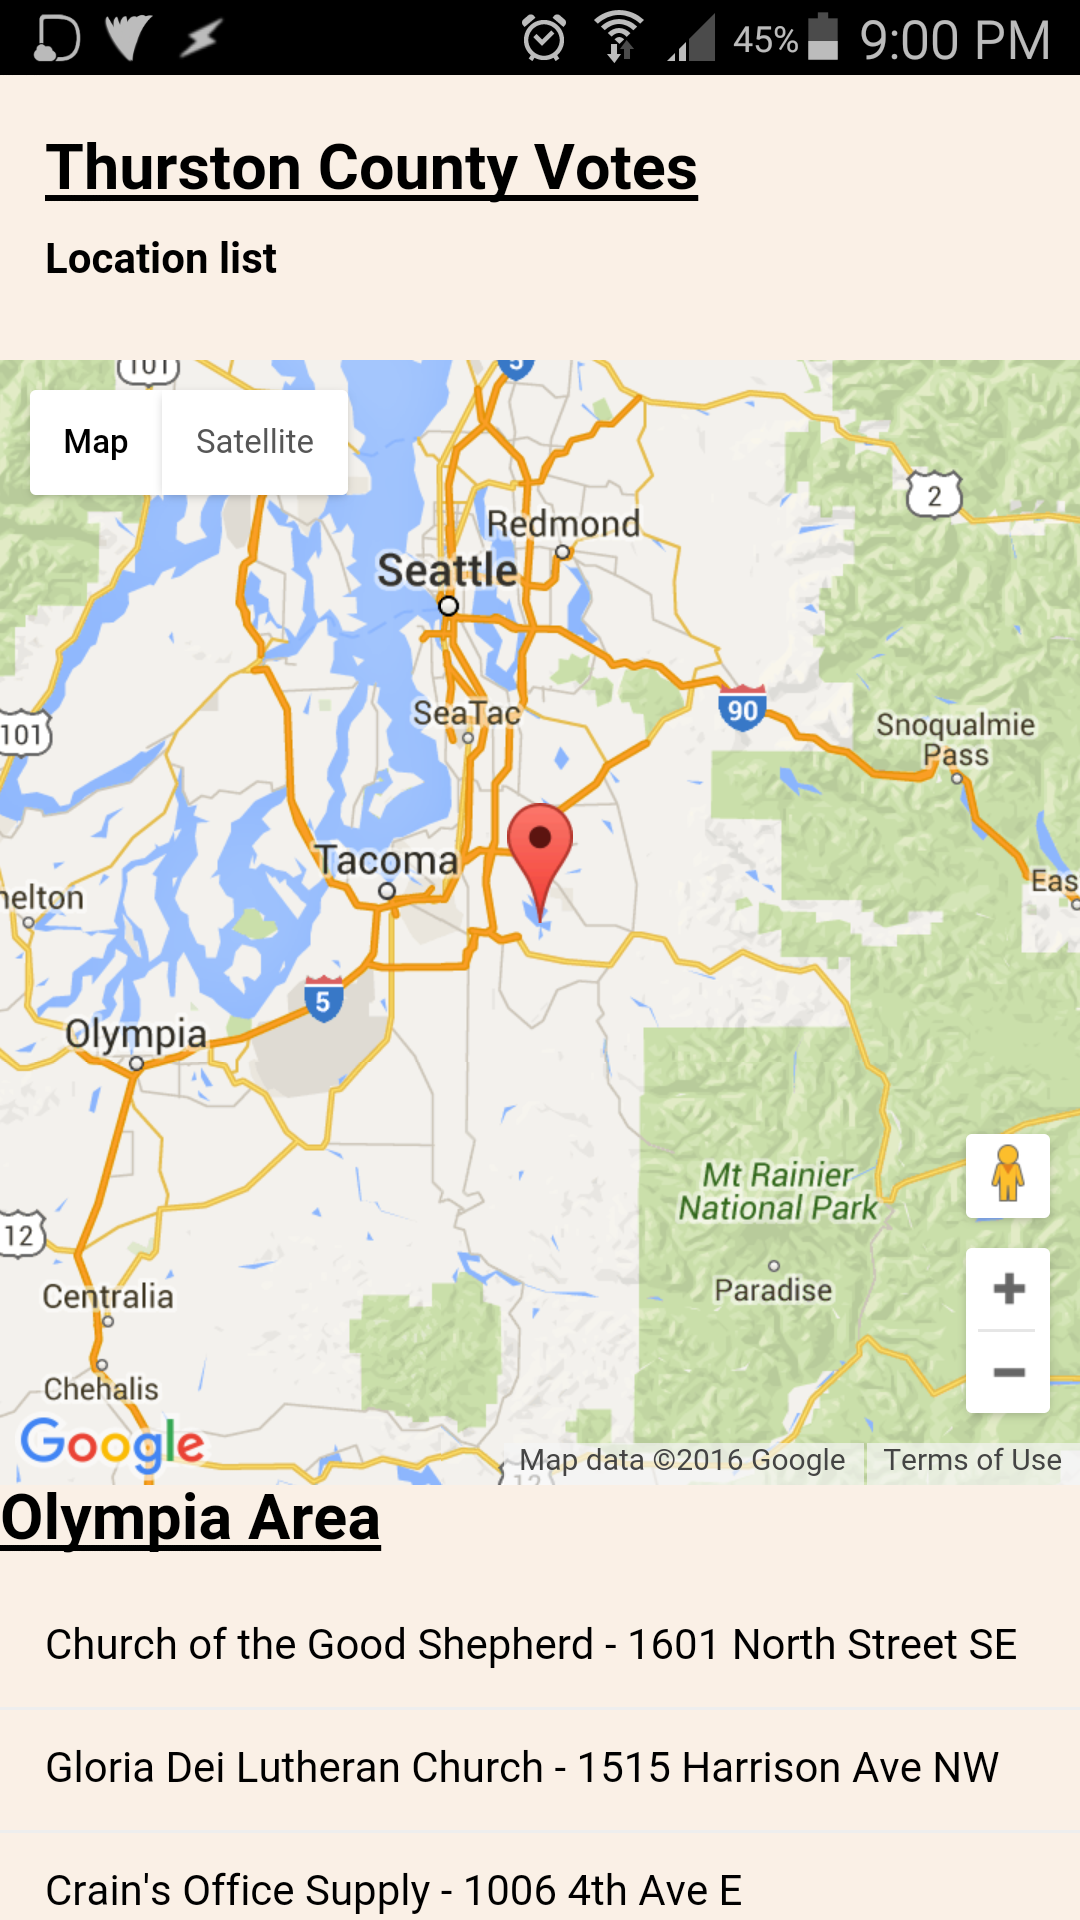 45% 9:00 PM
Thurston County Votes
Location list
101
5
Map
Satellite
2
Redmond
Seattle
101
SeaTac
90
Snoqualmie
Pass
Tacoma
helton
Eas
5
Olympia
Mt Rainier
National Park
12
Centralia
Paradise
+
−
Chehalis
Google
12
Map data ©2016 Google
Terms of Use
Olympia Area
Church of the Good Shepherd - 1601 North Street SE
Gloria Dei Lutheran Church - 1515 Harrison Ave NW
Crain's Office Supply - 1006 4th Ave E